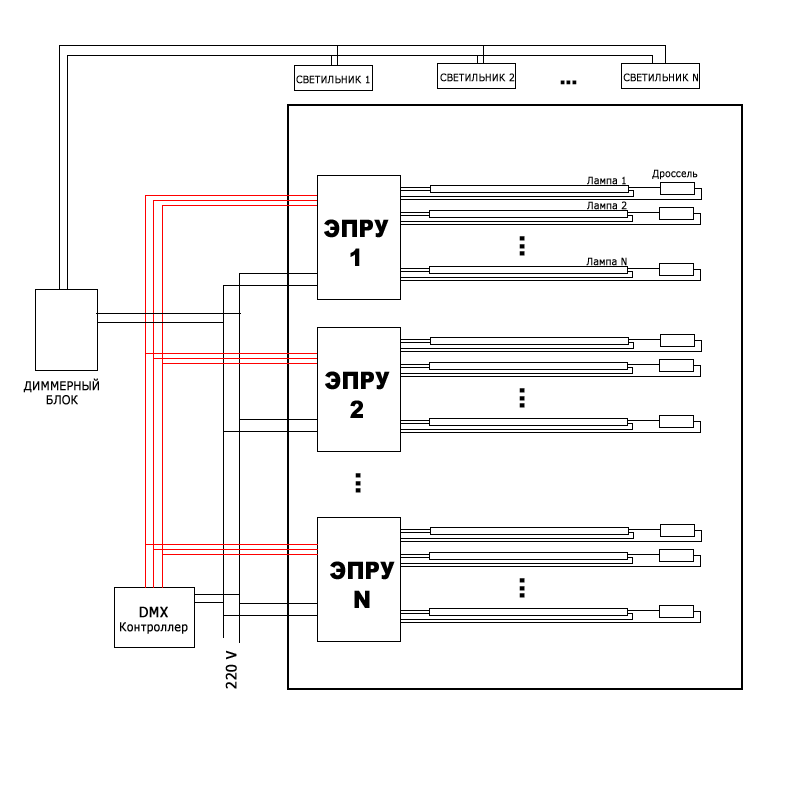 СВЕТИЛЬНИК 1
СВЕТИЛЬНИК 2
...
СВЕТИЛЬНИК N
Лампа 1
Дроссель
Лампа 2
Лампа N
ЭПРУ
1
ДИММЕРНЫЙ
БЛОК
ЭПРУ
2
ЭПРУ
N
DMX
Контроллер
220 V